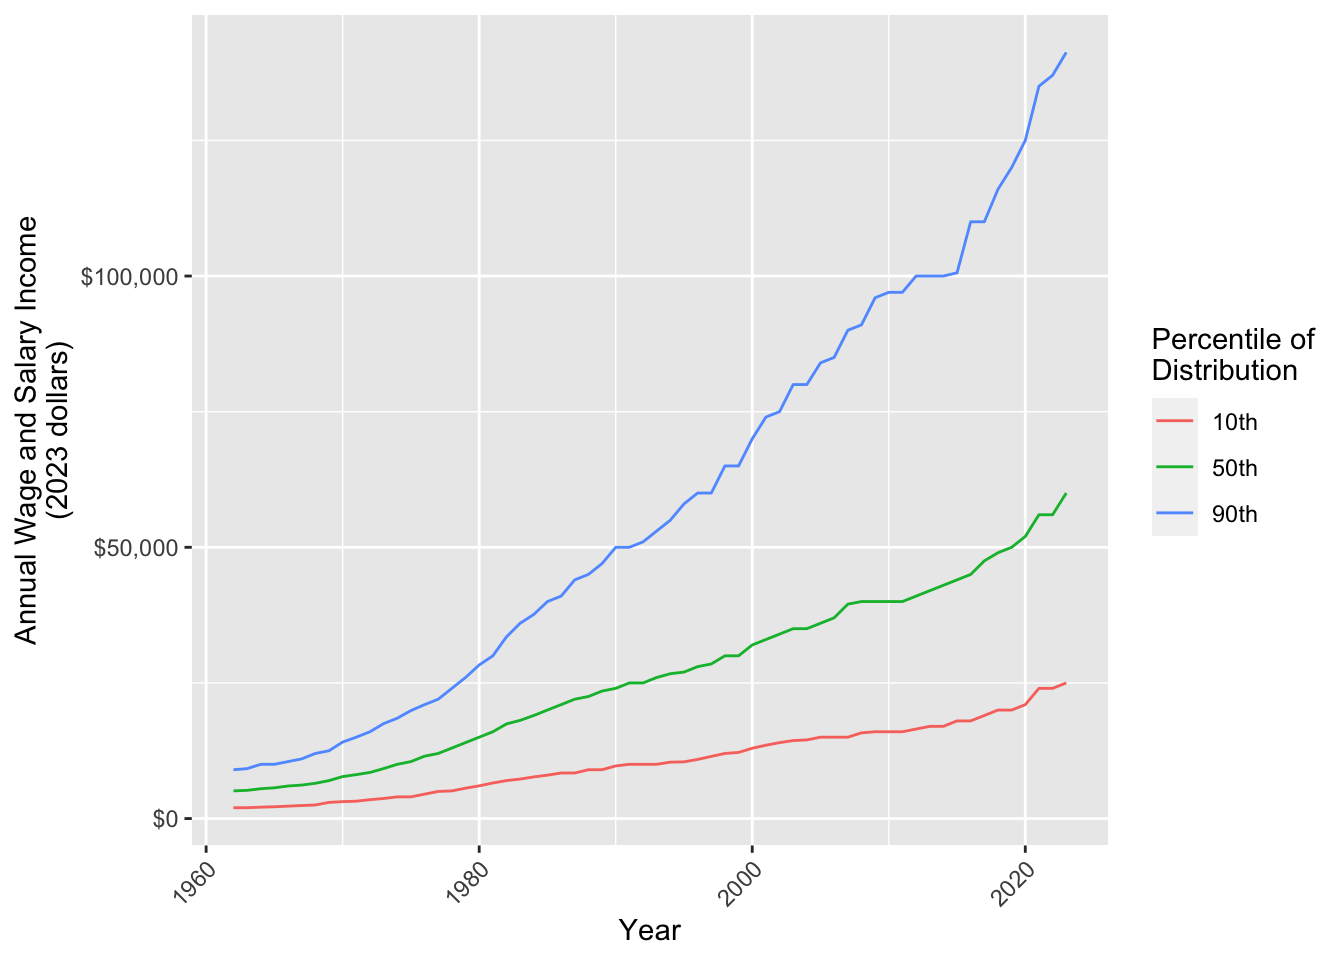 Annual Wage and Salary Income
(2023 dollars)
$100,000
$50,000
$0
1960
1980
2000
2020
Year
Percentile of
Distribution
10th
50th
90th